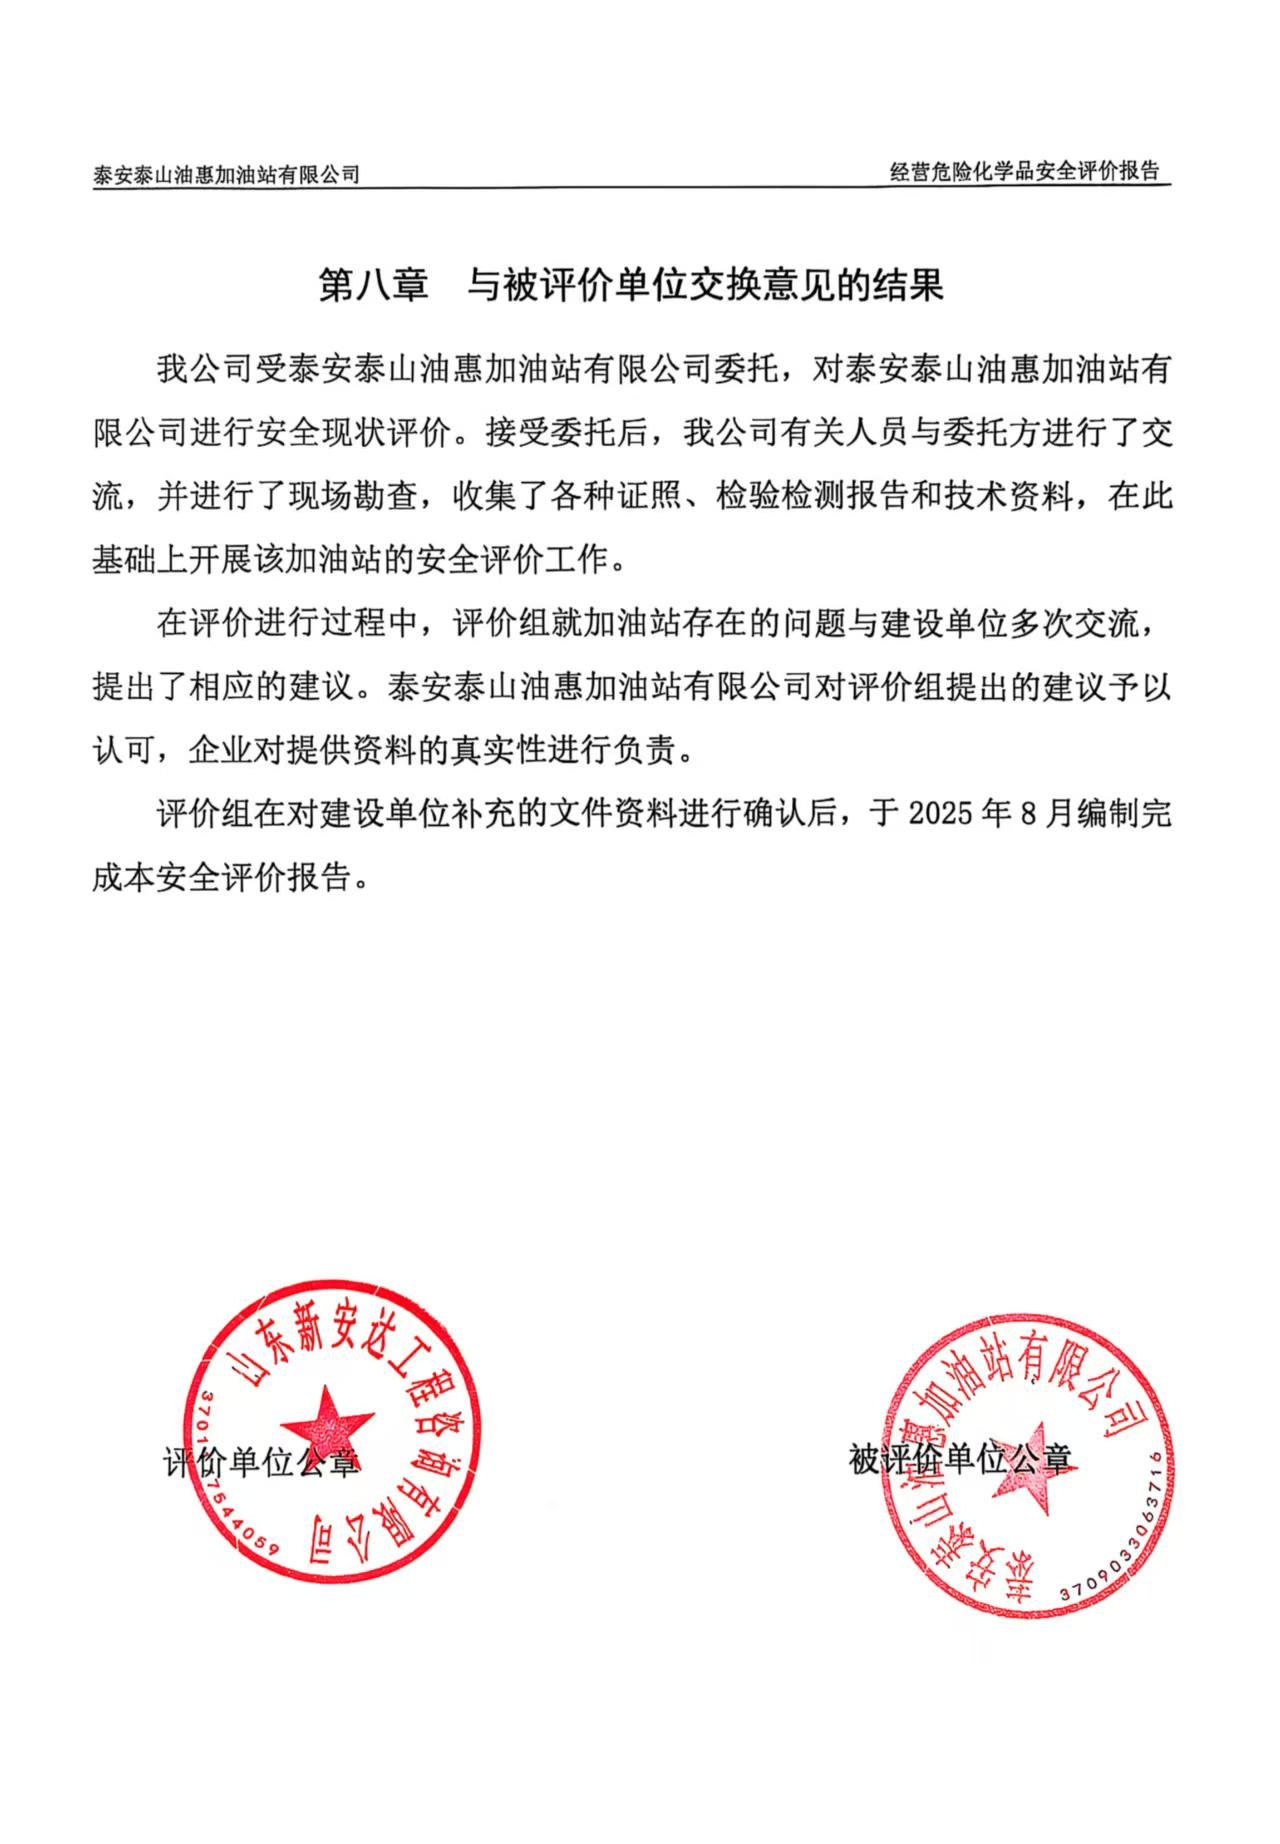 泰安泰山油惠加油站有限公司
经营危险化学品安全评价报告
第八章 与被评价单位交换意见的结果
我公司受泰安泰山油惠加油站有限公司委托，对泰安泰山油惠加油站有
限公司进行安全现状评价。接受委托后，我公司有关人员与委托方进行了交
流，并进行了现场勘查，收集了各种证照、检验检测报告和技术资料，在此
基础上开展该加油站的安全评价工作。
在评价进行过程中，评价组就加油站存在的问题与建设单位多次交流，
提出了相应的建议。泰安泰山油惠加油站有限公司对评价组提出的建议予以
认可，企业对提供资料的真实性进行负责。
评价组在对建设单位补充的文件资料进行确认后，于 2025 年 8 月编制完
成本安全评价报告。
山东新安达工程咨询有限公司
评价单位公章
泰安泰山油惠加油站有限公司
被评价单位公章
3709033063716